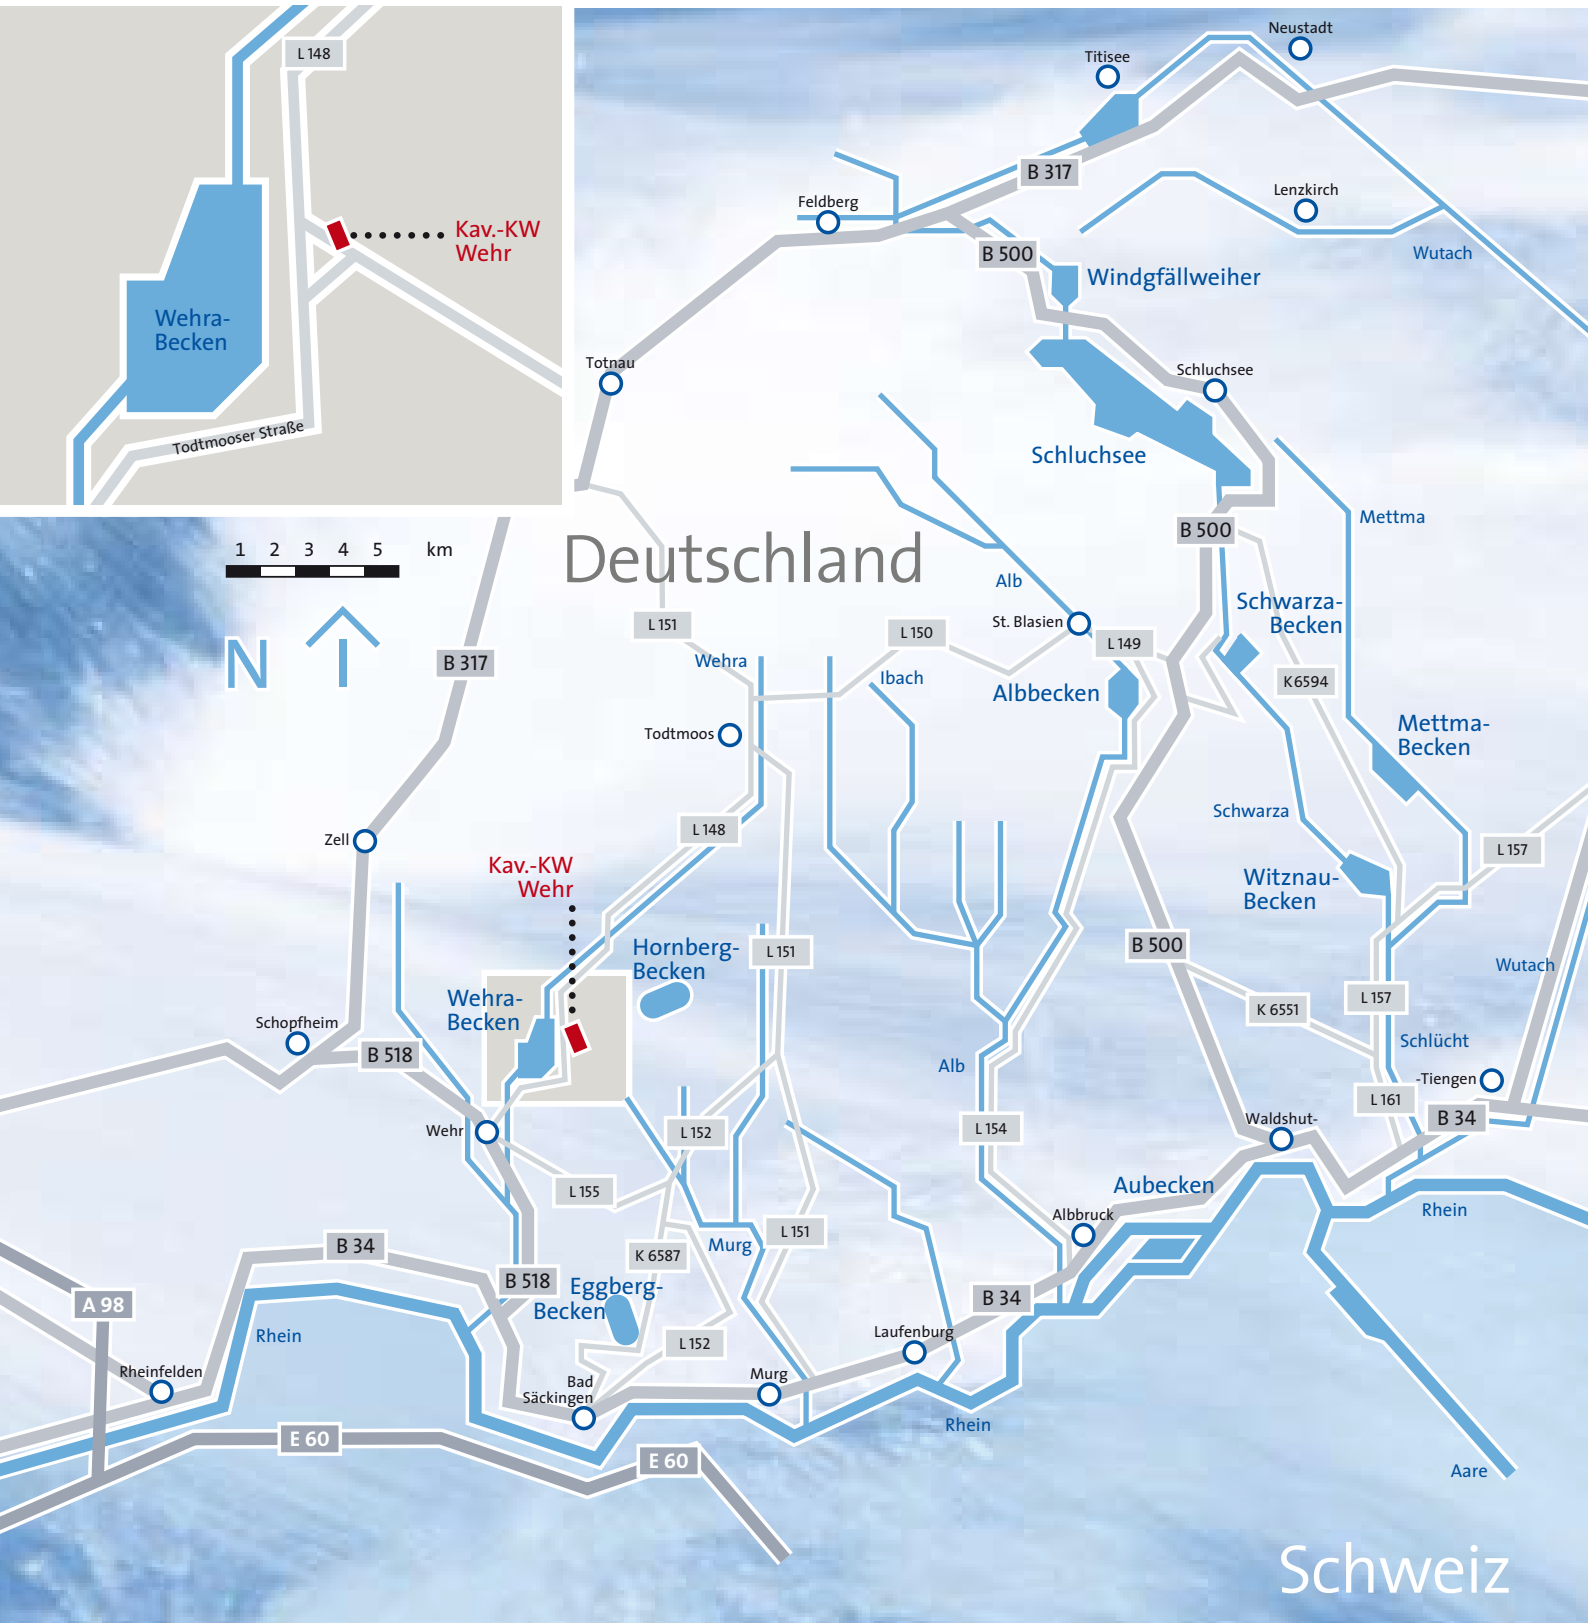 L 148
Kav.-KW
Wehr
Wehra-
Becken
Todtmooser Straße
Neustadt
Titisee
B 317
Lenzkirch
Feldberg
B 500
Wutach
Windgfällweiher
Totnau
Schluchsee
Schluchsee
Mettma
B 500
1 2 3 4 5 km
Deutschland
Alb
Schwarza-
Becken
N
L 151
St. Blasien
L 150
L 149
B 317
Wehra
Ibach
Albbecken
K 6594
Todtmoos
Mettma-
Becken
Schwarza
Zell
L 148
L 157
Kav.-KW
Wehr
Witznau-
Becken
Hornberg-
Becken
L 151
B 500
Wutach
Wehra-
Becken
L 157
K 6551
Schopfheim
B 518
Schlücht
Alb
-Tiengen
L 161
B 34
Wehr
L 152
L 154
Waldshut-
L 155
Aubecken
Albbruck
Rhein
B 34
K 6587
Murg
L 151
B 518
Eggberg-
Becken
A 98
B 34
Rhein
L 152
Laufenburg
Rheinfelden
Bad
Säckingen
Murg
Rhein
E 60
E 60
Aare
Schweiz